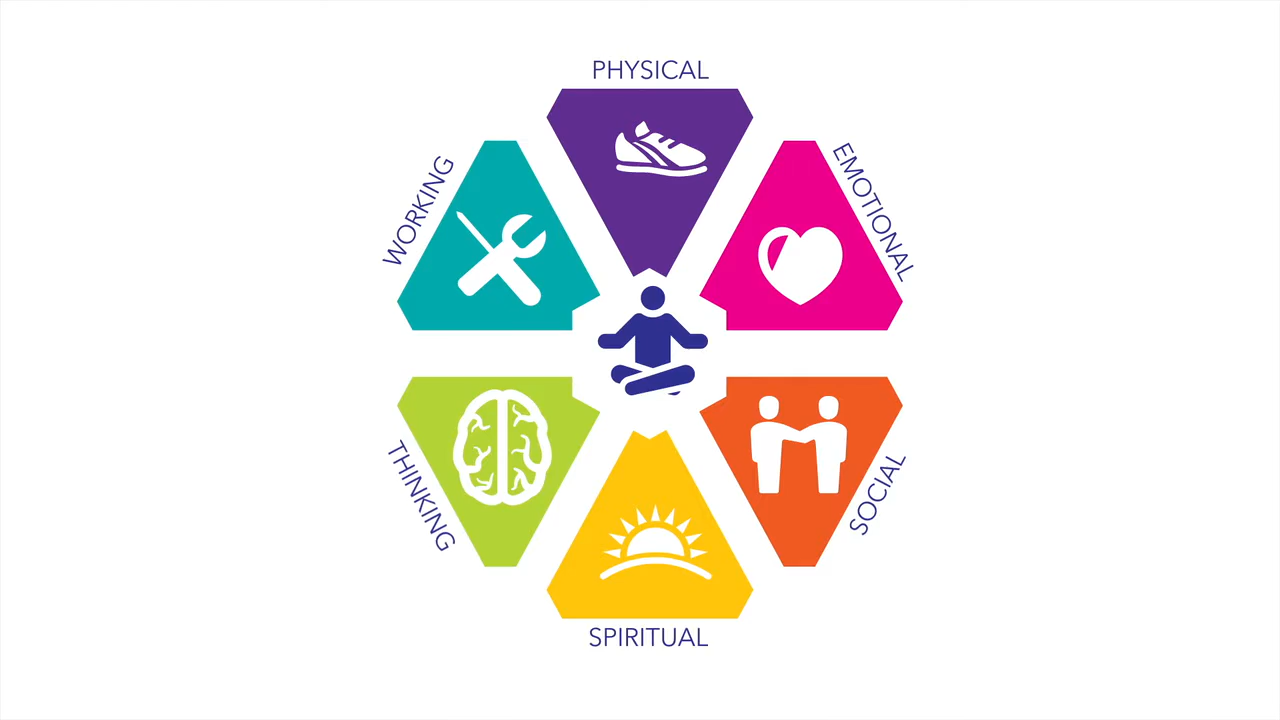 PHYSICAL
EMOTIONAL
SOCIAL
SPIRITUAL
THINKING
WORKING